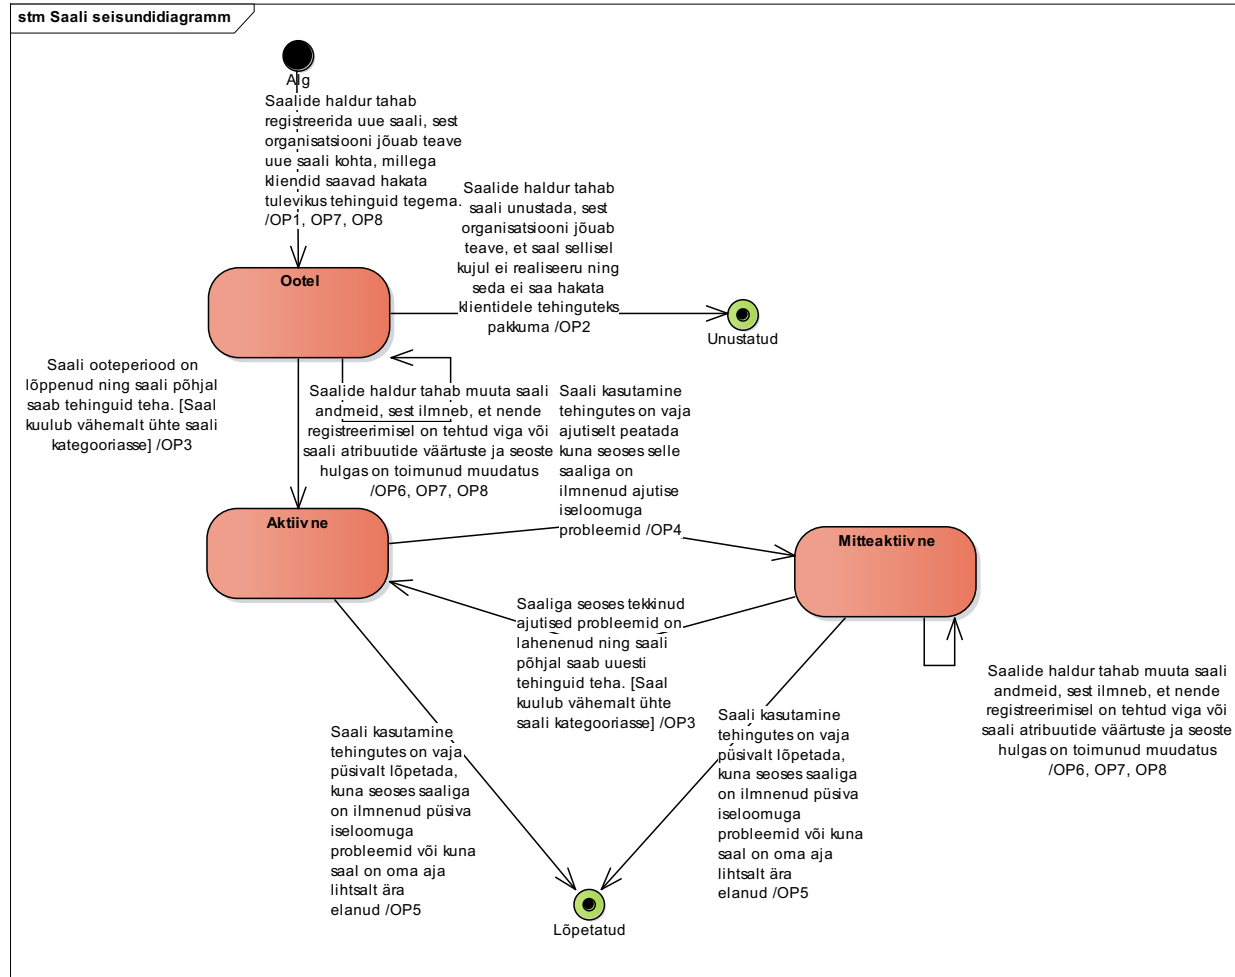 stm Saali seisundidiagramm
Alg
Saalide haldur tahab
registreerida uue saali, sest
organisatsiooni jõuab teave
uue saali kohta, millega
kliendid saavad hakata
tulevikus tehinguid tegema.
/OP1, OP7, OP8
Saalide haldur tahab
saali unustada, sest
organisatsiooni jõuab
teave, et saal sellisel
kujul ei realiseeru ning
seda ei saa hakata
klientidele tehinguteks
pakkuma /OP2
Ootel
Unustatud
Saali ooteperiood on
lõppenud ning saali põhjal
saab tehinguid teha. [Saal
kuulub vähemalt ühte saali
kategooriasse] /OP3
Saalide haldur tahab muuta saali
andmeid, sest ilmneb, et nende
registreerimisel on tehtud viga või
saali atribuutide väärtuste ja seoste
hulgas on toimunud muudatus
/OP6, OP7, OP8
Saali kasutamine
tehingutes on vaja
ajutiselt peatada
kuna seoses selle
saaliga on
ilmnenud ajutise
iseloomuga
probleemid /OP4
Aktiivne
Mitteaktiivne
Saaliga seoses tekkinud
ajutised probleemid on
lahenenud ning saali
põhjal saab uuesti
tehinguid teha. [Saal
kuulub vähemalt ühte
saali kategooriasse] /OP3
Saalide haldur tahab muuta saali
andmeid, sest ilmneb, et nende
registreerimisel on tehtud viga või
saali atribuutide väärtuste ja seoste
hulgas on toimunud muudatus
/OP6, OP7, OP8
Saali kasutamine
tehingutes on vaja
püsivalt lõpetada,
kuna seoses saaliga
on ilmnenud püsiva
iseloomuga
probleemid või kuna
saal on oma aja
lihtsalt ära
elanud /OP5
Saali kasutamine
tehingutes on vaja
püsivalt lõpetada,
kuna seoses saaliga
on ilmnenud püsiva
iseloomuga
probleemid või kuna
saal on oma aja
lihtsalt ära
elanud /OP5
Lõpetatud